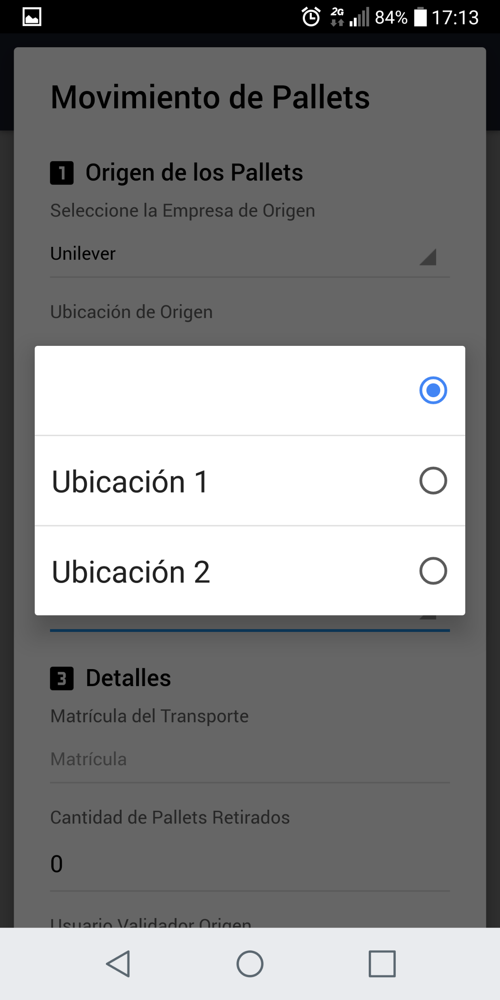 2G 84% 17:13
Movimiento de Pallets
1 Origen de los Pallets
Seleccione la Empresa de Origen
Unilever
Ubicación de Origen
Ubicación 1
Ubicación 2
3 Detalles
Matrícula del Transporte
Matrícula
Cantidad de Pallets Retirados
0
Usuario Validador Origen